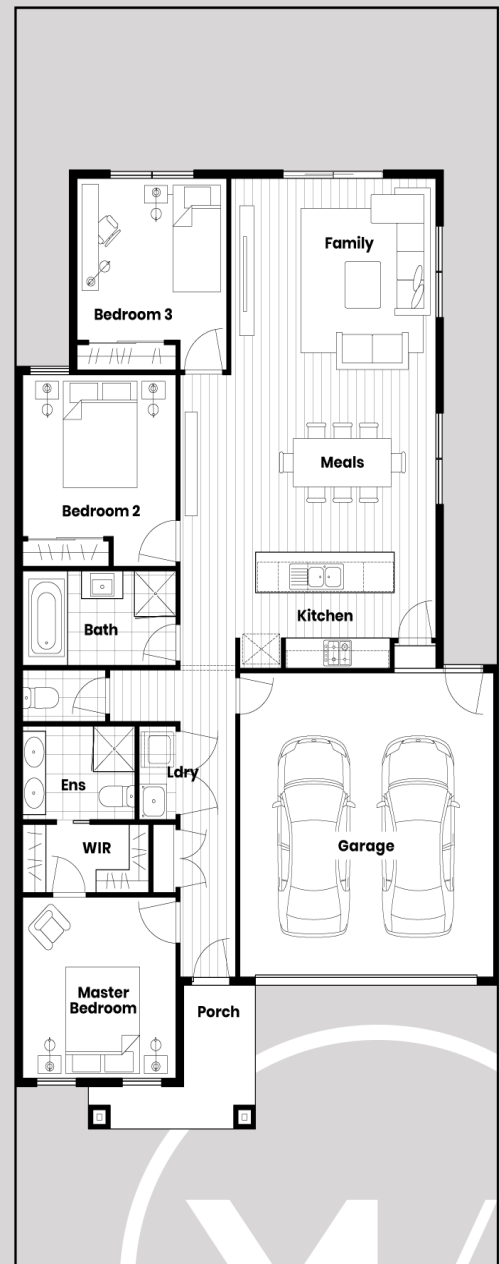 Family
Bedroom 3
Meals
Bedroom 2
Kitchen
Bath
Ldry
Ens
WIR
Garage
Master
Bedroom
Porch